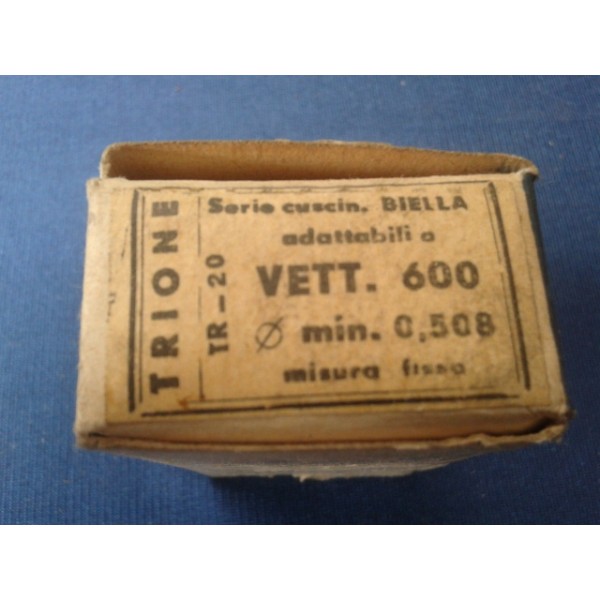 TRIONE
TR-20
Serie cuscin. BIELLA
adattabili a
VETT. 600
Ø min. 0,508
misura fissa